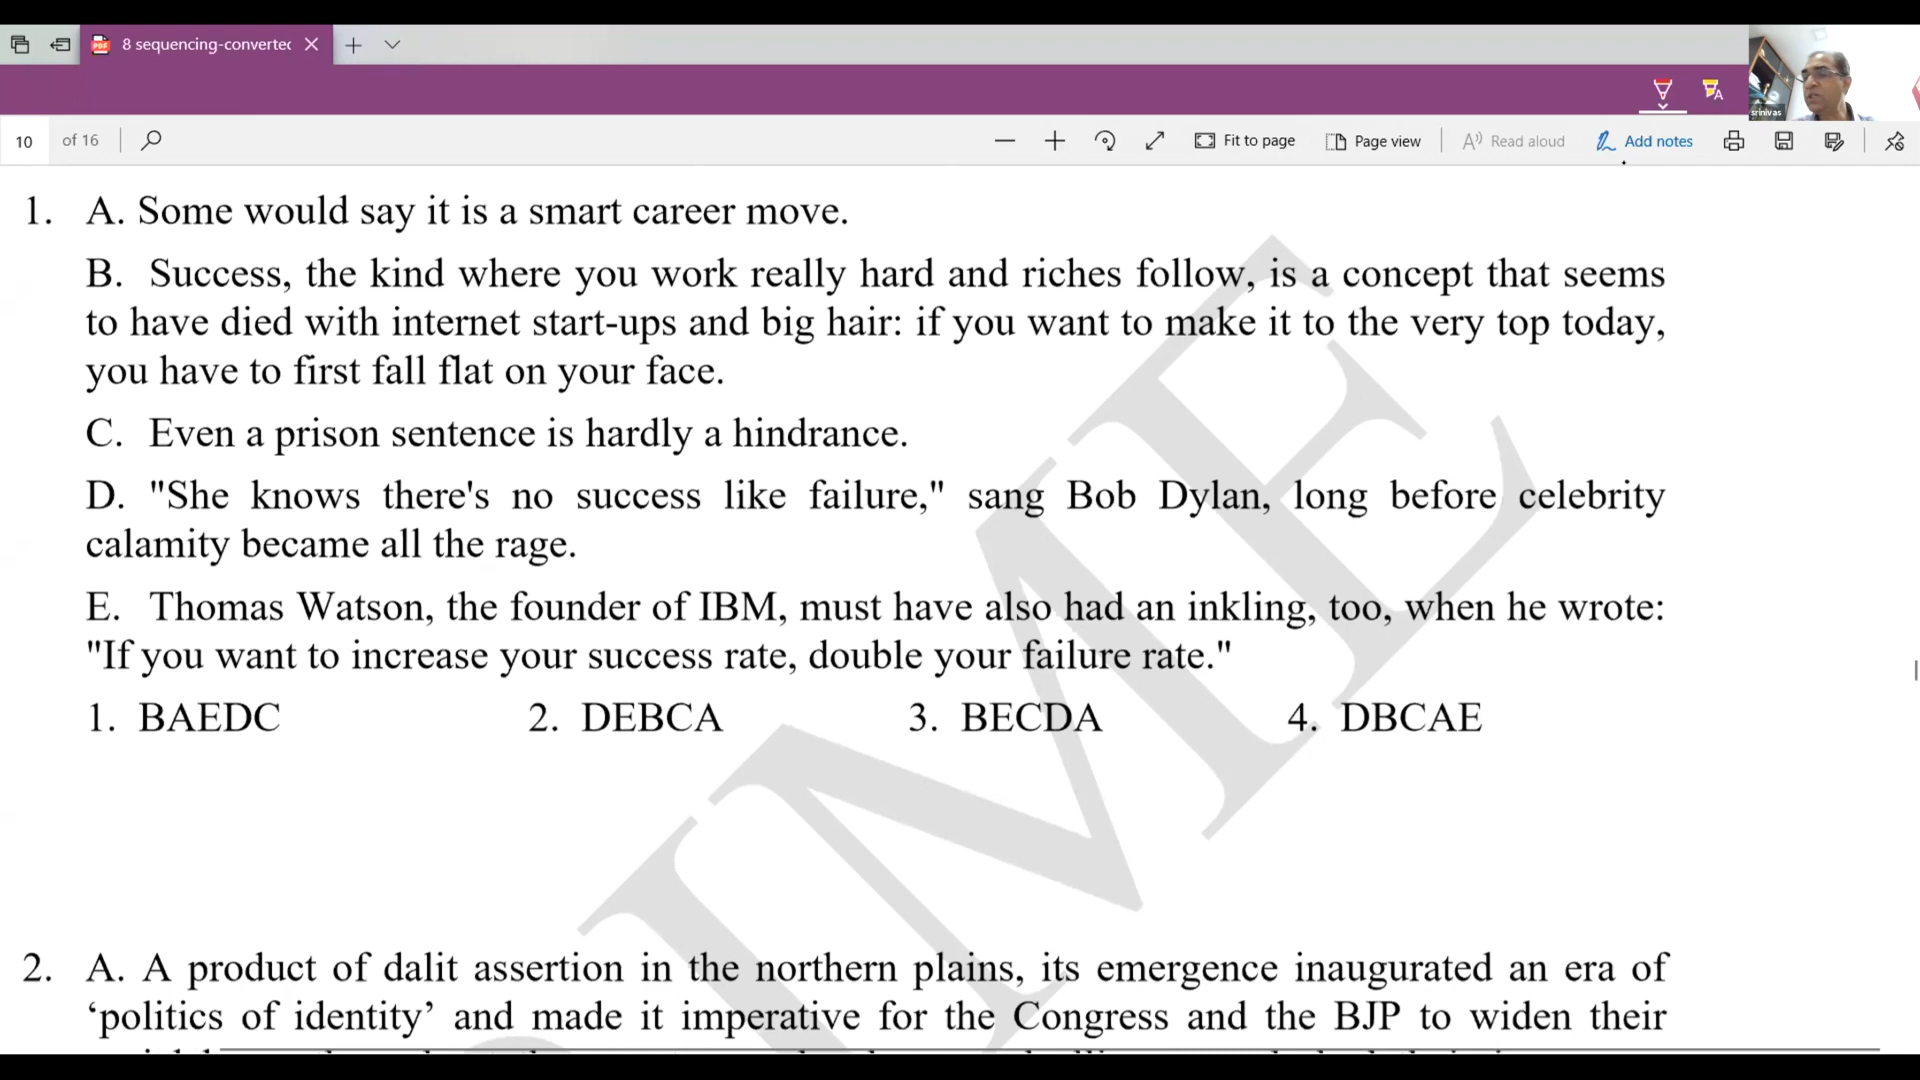 8 sequencing-converted
srinivas
10 of 16
Fit to page
Page view
Read aloud
Add notes
1. A. Some would say it is a smart career move.
B. Success, the kind where you work really hard and riches follow, is a concept that seems
to have died with internet start-ups and big hair: if you want to make it to the very top today,
you have to first fall flat on your face.
C. Even a prison sentence is hardly a hindrance.
D. "She knows there's no success like failure," sang Bob Dylan, long before celebrity
calamity became all the rage.
E. Thomas Watson, the founder of IBM, must have also had an inkling, too, when he wrote:
"If you want to increase your success rate, double your failure rate."
1. BAEDC 2. DEBCA 3. BECDA 4. DBCAE
2. A. A product of dalit assertion in the northern plains, its emergence inaugurated an era of
‘politics of identity’ and made it imperative for the Congress and the BJP to widen their
IME